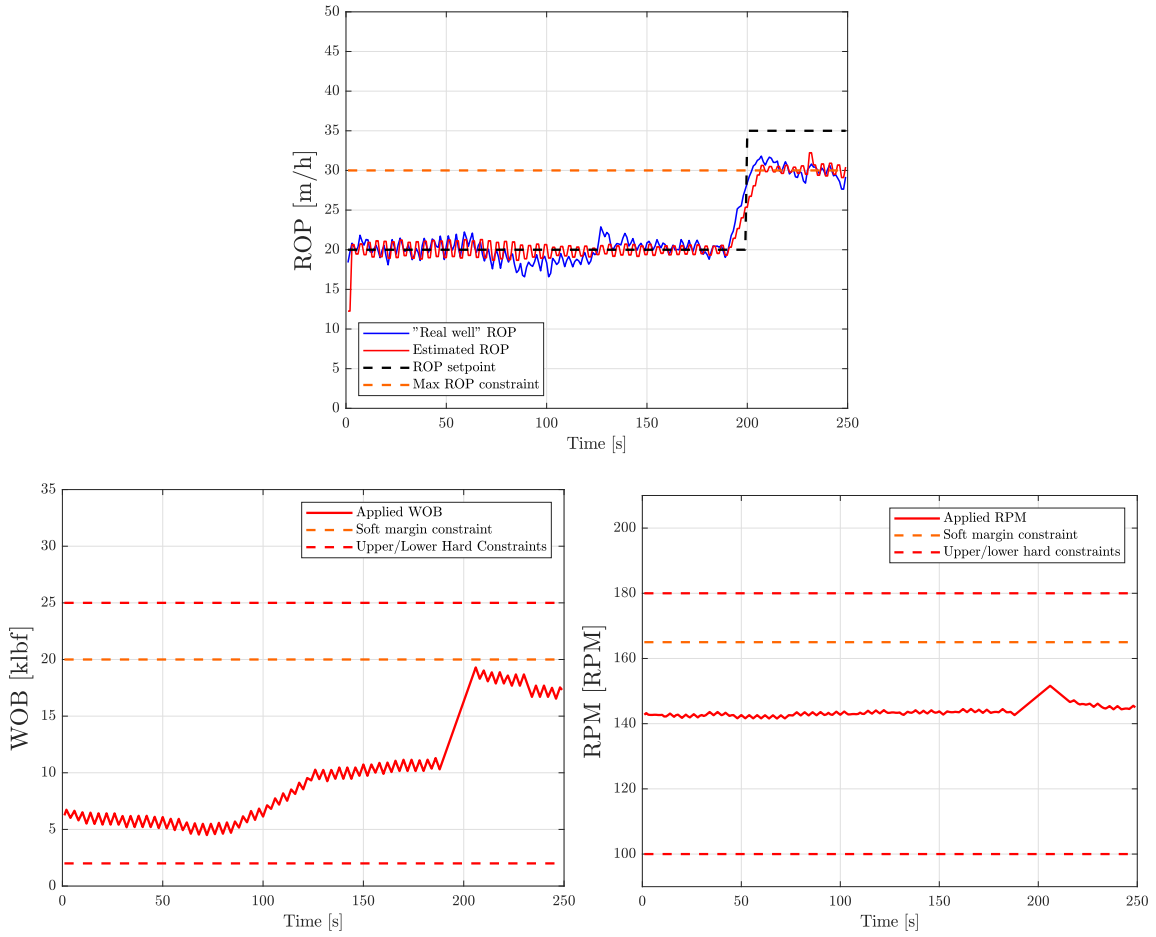 50
45
40
35
30
25
20
15
10
5
0
ROP [m/h]
"Real well" ROP
Estimated ROP
ROP setpoint
Max ROP constraint
0 50 100 150 200 250
Time [s]
35
30
25
20
15
10
5
0
WOB [klbf]
Applied WOB
Soft margin constraint
Upper/Lower Hard Constraints
0 50 100 150 200 250
Time [s]
200
180
160
140
120
100
RPM [RPM]
Applied RPM
Soft margin constraint
Upper/lower hard constraints
0 50 100 150 200 250
Time [s]